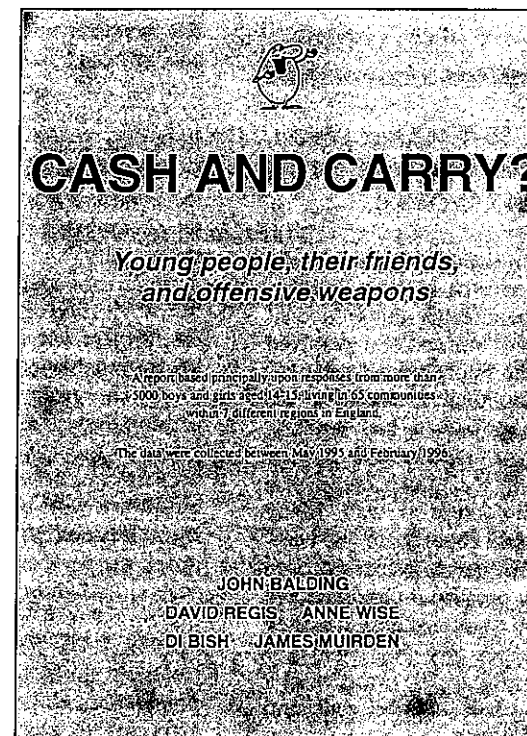 CASH AND CARRY?
Young people, their friends,
and offensive weapons
A report based principally upon responses from more than
5000 boys and girls aged 14-15, living in 65 communities
within 7 different regions in England.
The data were collected between May 1995 and February 1996
JOHN BALDING
DAVID REGIS ANNE WISE
DI BISH JAMES MUIRDEN